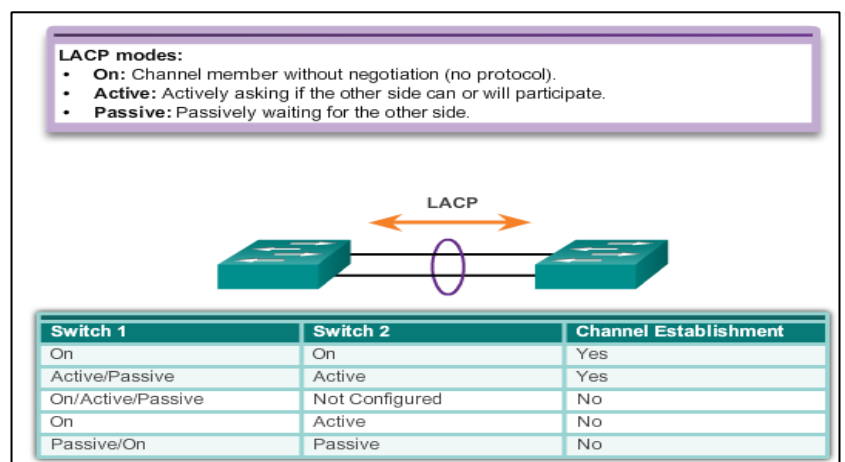 LACP modes:
• On: Channel member without negotiation (no protocol).
• Active: Actively asking if the other side can or will participate.
• Passive: Passively waiting for the other side.
LACP
Switch 1 Switch 2 Channel Establishment
On On Yes
Active/Passive Active Yes
On/Active/Passive Not Configured No
On Active No
Passive/On Passive No